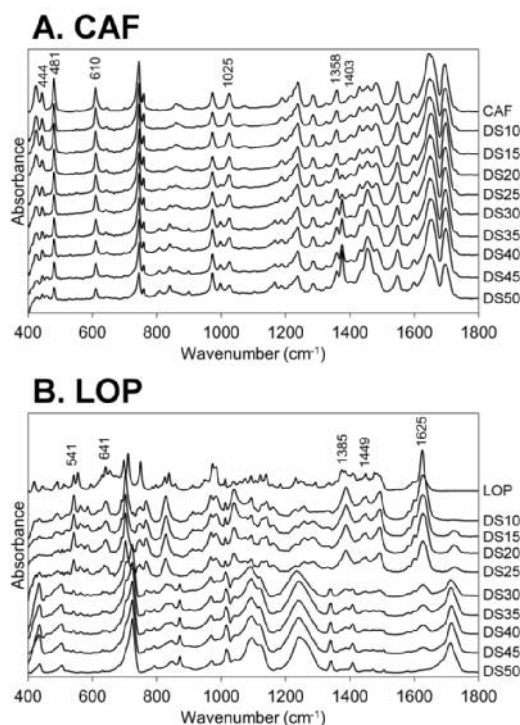 A. CAF
444
481
610
1025
1358
1403
Absorbance
CAF
DS10
DS15
DS20
DS25
DS30
DS35
DS40
DS45
DS50
400 600 800 1000 1200 1400 1600 1800
Wavenumber (cm⁻¹)
B. LOP
541
641
1385
1449
1625
Absorbance
LOP
DS10
DS15
DS20
DS25
DS30
DS35
DS40
DS45
DS50
400 600 800 1000 1200 1400 1600 1800
Wavenumber (cm⁻¹)